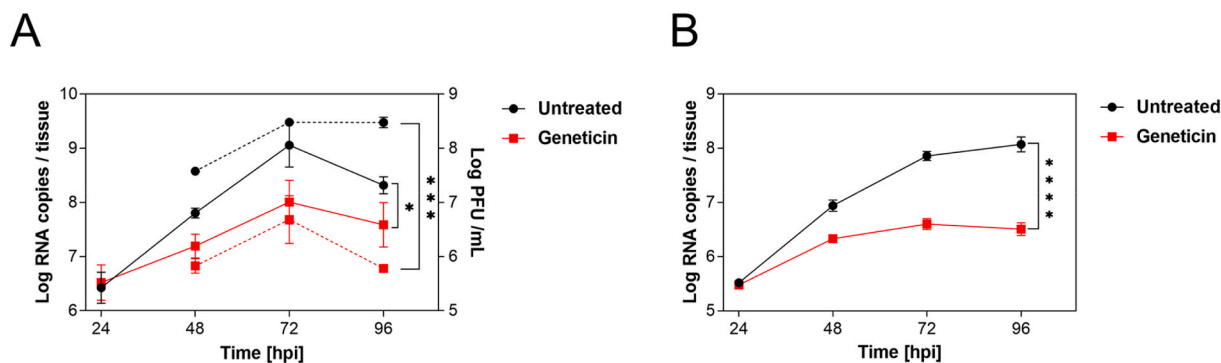 A
Log RNA copies / tissue
10
9
8
7
6
24
48
72
96
Time [hpi]
9
8
7
6
5
Log PFU /mL
*
***
Untreated
Geneticin
B
Log RNA copies / tissue
9
8
7
6
5
24
48
72
96
Time [hpi]
****
Untreated
Geneticin